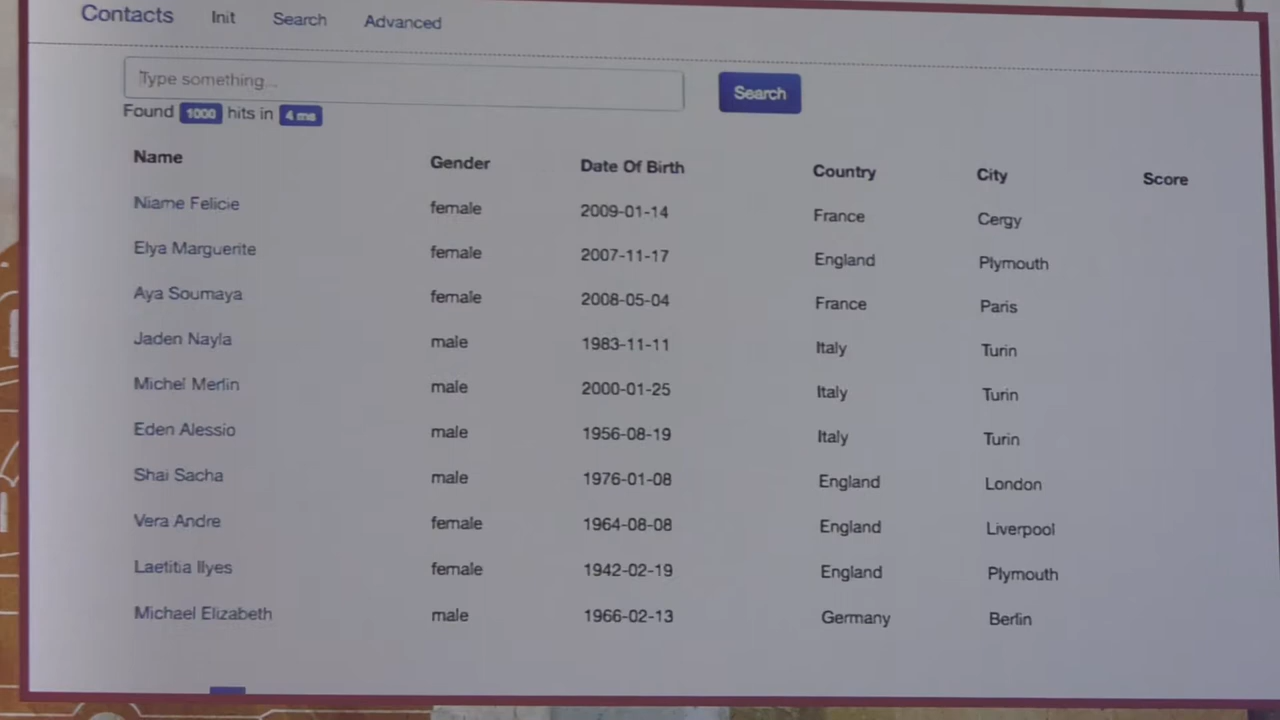 Contacts Init Search Advanced
Type something...
Search
Found 1000 hits in 4 ms
Name Gender Date Of Birth Country City Score
Niame Felicie female 2009-01-14 France Cergy
Elya Marguerite female 2007-11-17 England Plymouth
Aya Soumaya female 2008-05-04 France Paris
Jaden Nayla male 1983-11-11 Italy Turin
Michel Merlin male 2000-01-25 Italy Turin
Eden Alessio male 1956-08-19 Italy Turin
Shai Sacha male 1976-01-08 England London
Vera Andre female 1964-08-08 England Liverpool
Laetitia Ilyes female 1942-02-19 England Plymouth
Michael Elizabeth male 1966-02-13 Germany Berlin